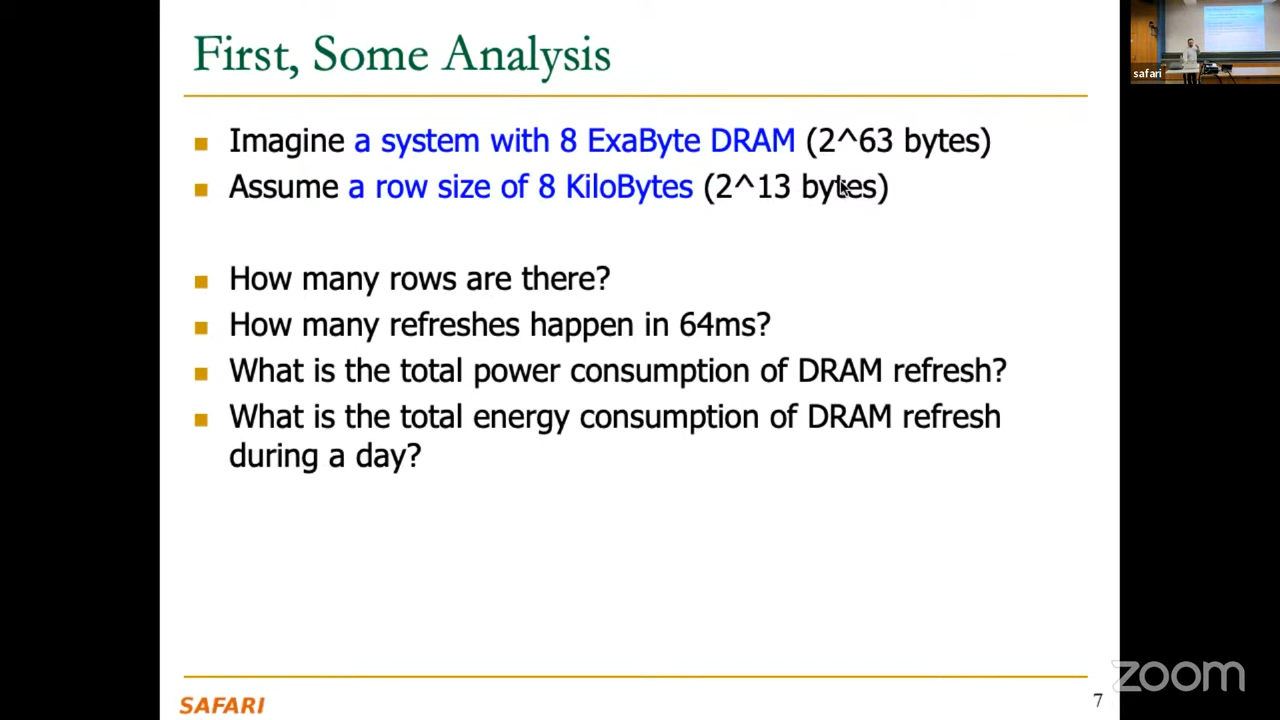 First, Some Analysis
safari
Imagine a system with 8 ExaByte DRAM (2^63 bytes)
Assume a row size of 8 KiloBytes (2^13 bytes)
How many rows are there?
How many refreshes happen in 64ms?
What is the total power consumption of DRAM refresh?
What is the total energy consumption of DRAM refresh
during a day?
SAFARI
7
zoom